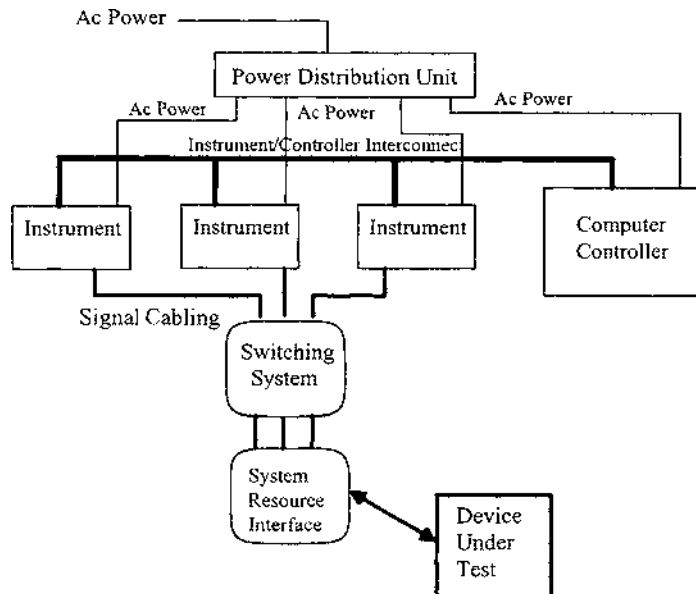 Ac Power
Power Distribution Unit
Ac Power
Ac Power
Ac Power
Instrument/Controller Interconnec
Instrument
Instrument
Instrument
Computer
Controller
Signal Cabling
Switching
System
System
Resource
Interface
Device
Under
Test